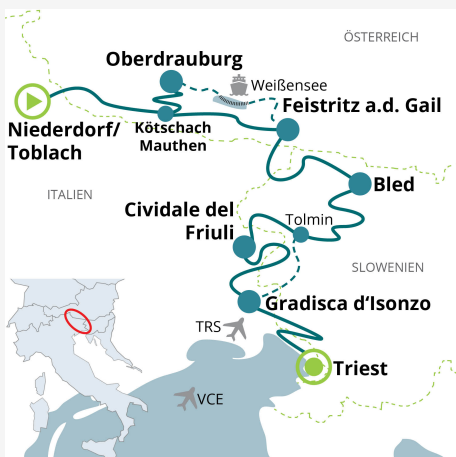 ÖSTERREICH
Oberdrauburg
Weißensee
Feistritz a.d. Gail
Niederdorf/
Toblach
Kötschach
Mauthen
Bled
ITALIEN
Cividale del
Friuli
Tolmin
SLOWENIEN
Gradisca d‘Isonzo
TRS
Triest
VCE